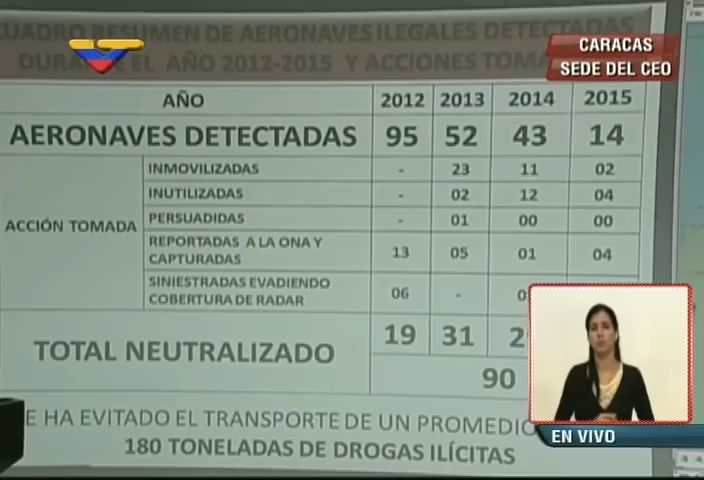 RESUMEN DE AERONAVES ILEGALES DETECTADAS
EL AÑO 2012-2015 Y ACCIONES
CARACAS
SEDE DEL CEO
AÑO 2012 2013 2014 2015
AERONAVES DETECTADAS 95 52 43 14
ACCIÓN TOMADA
INMOVILIZADAS - 23 11 02
INUTILIZADAS - 02 12 04
PERSUADIDAS - 01 00 00
REPORTADAS A LA ONA Y
CAPTURADAS 13 05 01 04
SINIESTRADAS EVADIENDO
COBERTURA DE RADAR 06 -
TOTAL NEUTRALIZADO 19 31
90
HA EVITADO EL TRANSPORTE DE UN PROMEDIO
180 TONELADAS DE DROGAS ILÍCITAS
EN VIVO